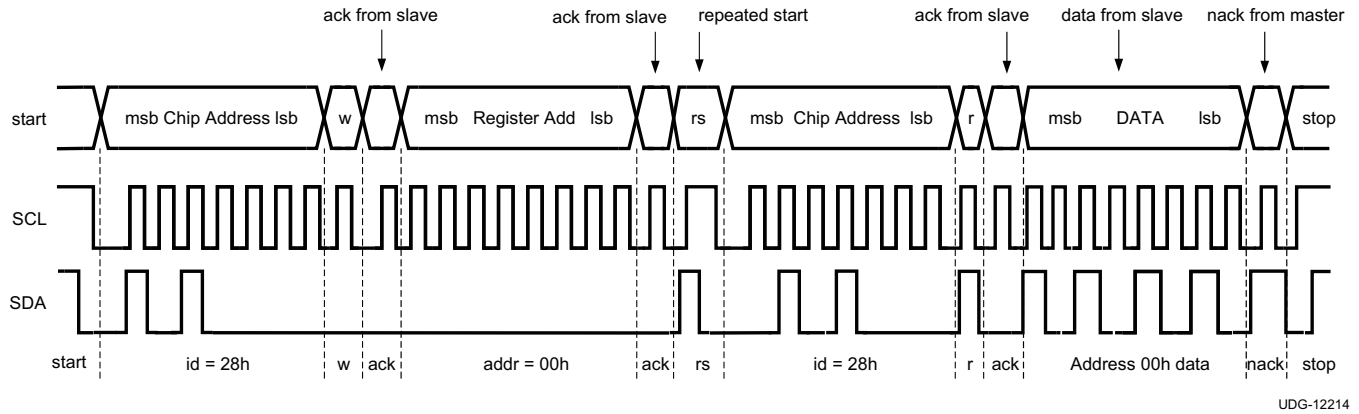 ack from slave ack from slave repeated start ack from slave data from slave nack from master
start msb Chip Address lsb w msb Register Add lsb rs msb Chip Address lsb r msb DATA lsb stop
SCL
SDA
start id = 28h w ack addr = 00h ack rs id = 28h r ack Address 00h data nack stop
UDG-12214